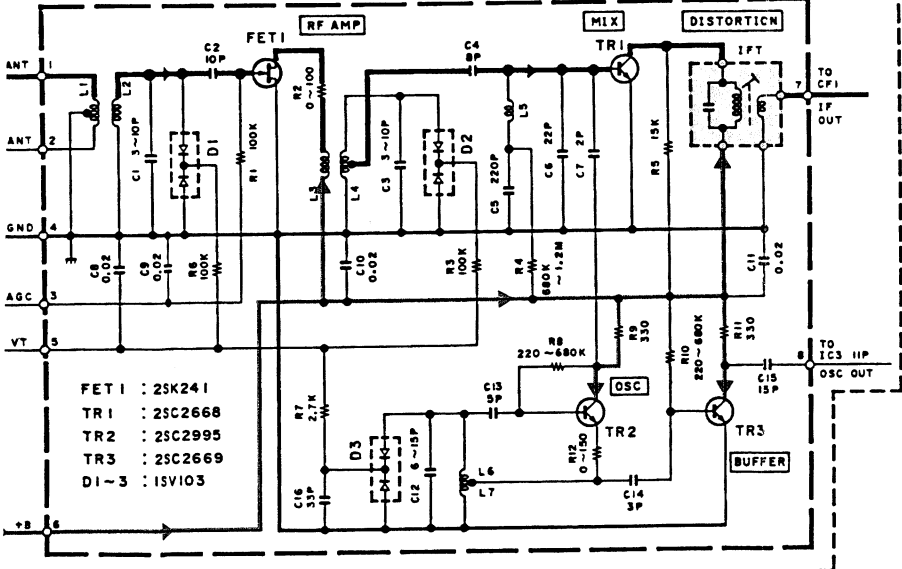 RF AMP
MIX
DISTORTION
FET1
TR1
IFT
C2
10P
C4
8P
ANT
1
L1
L2
C1 3~10P
D1
R1 100K
R2
0~100
L3
L4
C3 3~10P
D2
L5
220P
C5
22P
C6
2P
C7
15K
R5
7
TO
CF1
IF
OUT
ANT
2
GND
4
C8
0.02
C9
0.02
R6
100K
C10
0.02
R3
100K
R4
680K
~1.2M
C11
0.02
AGC
3
VT
5
R8
220~680K
R9
330
R10
220~680K
R11
330
8
TO
IC3 11P
OSC OUT
C15
15P
FET1 : 2SK241
TR1 : 2SC2668
TR2 : 2SC2995
TR3 : 2SC2669
D1~3 : 1SV103
R7
2.7K
D3
C13
5P
OSC
TR2
TR3
BUFFER
6~15P
C12
L6
L7
R12
0~150
C14
3P
C16
33P
+B
6